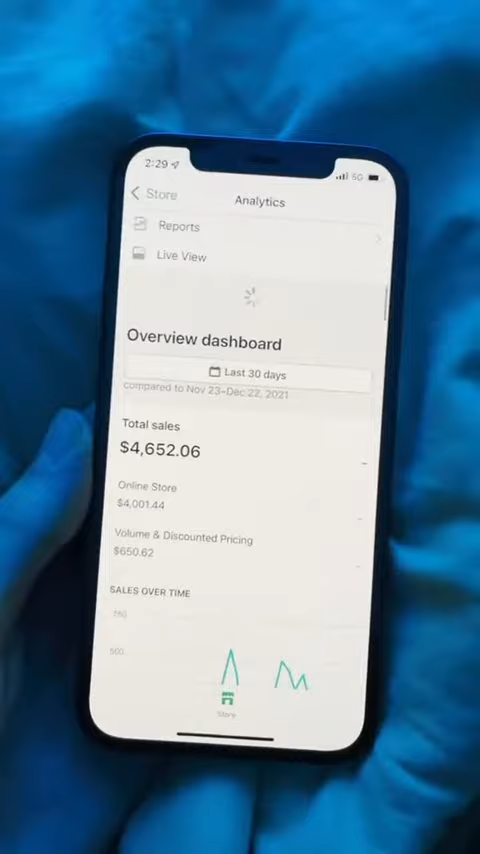 2:29
5G
Store
Analytics
Reports
Live View
Overview dashboard
Last 30 days
compared to Nov 23–Dec 22, 2021
Total sales
$4,652.06
–
Online Store
$4,001.44
–
Volume & Discounted Pricing
$650.62
–
SALES OVER TIME
750
500
Store